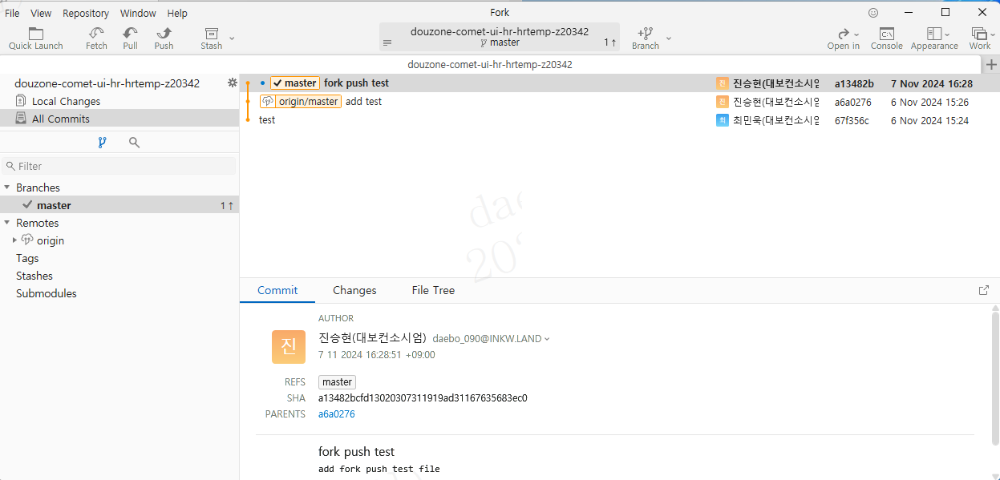 File View Repository Window Help
Fork
Quick Launch
Fetch
Pull
Push
Stash
douzone-comet-ui-hr-hrtemp-z20342
master
1↑
Branch
Open in
Console
Appearance
Work
douzone-comet-ui-hr-hrtemp-z20342
douzone-comet-ui-hr-hrtemp-z20342
Local Changes
All Commits
Filter
Branches
master 1↑
Remotes
origin
Tags
Stashes
Submodules
master fork push test 진승현(대보컨소시엄 a13482b 7 Nov 2024 16:28
origin/master add test 진 진승현(대보컨소시엄 a6a0276 6 Nov 2024 15:26
test 최 최민욱(대보컨소시엄 67f356c 6 Nov 2024 15:24
Commit Changes File Tree
AUTHOR
진
진승현(대보컨소시엄) daebo_090@INKW.LAND
7 11 2024 16:28:51 +09:00
REFS master
SHA a13482bcfd13020307311919ad31167635683ec0
PARENTS a6a0276
fork push test
add fork push test file